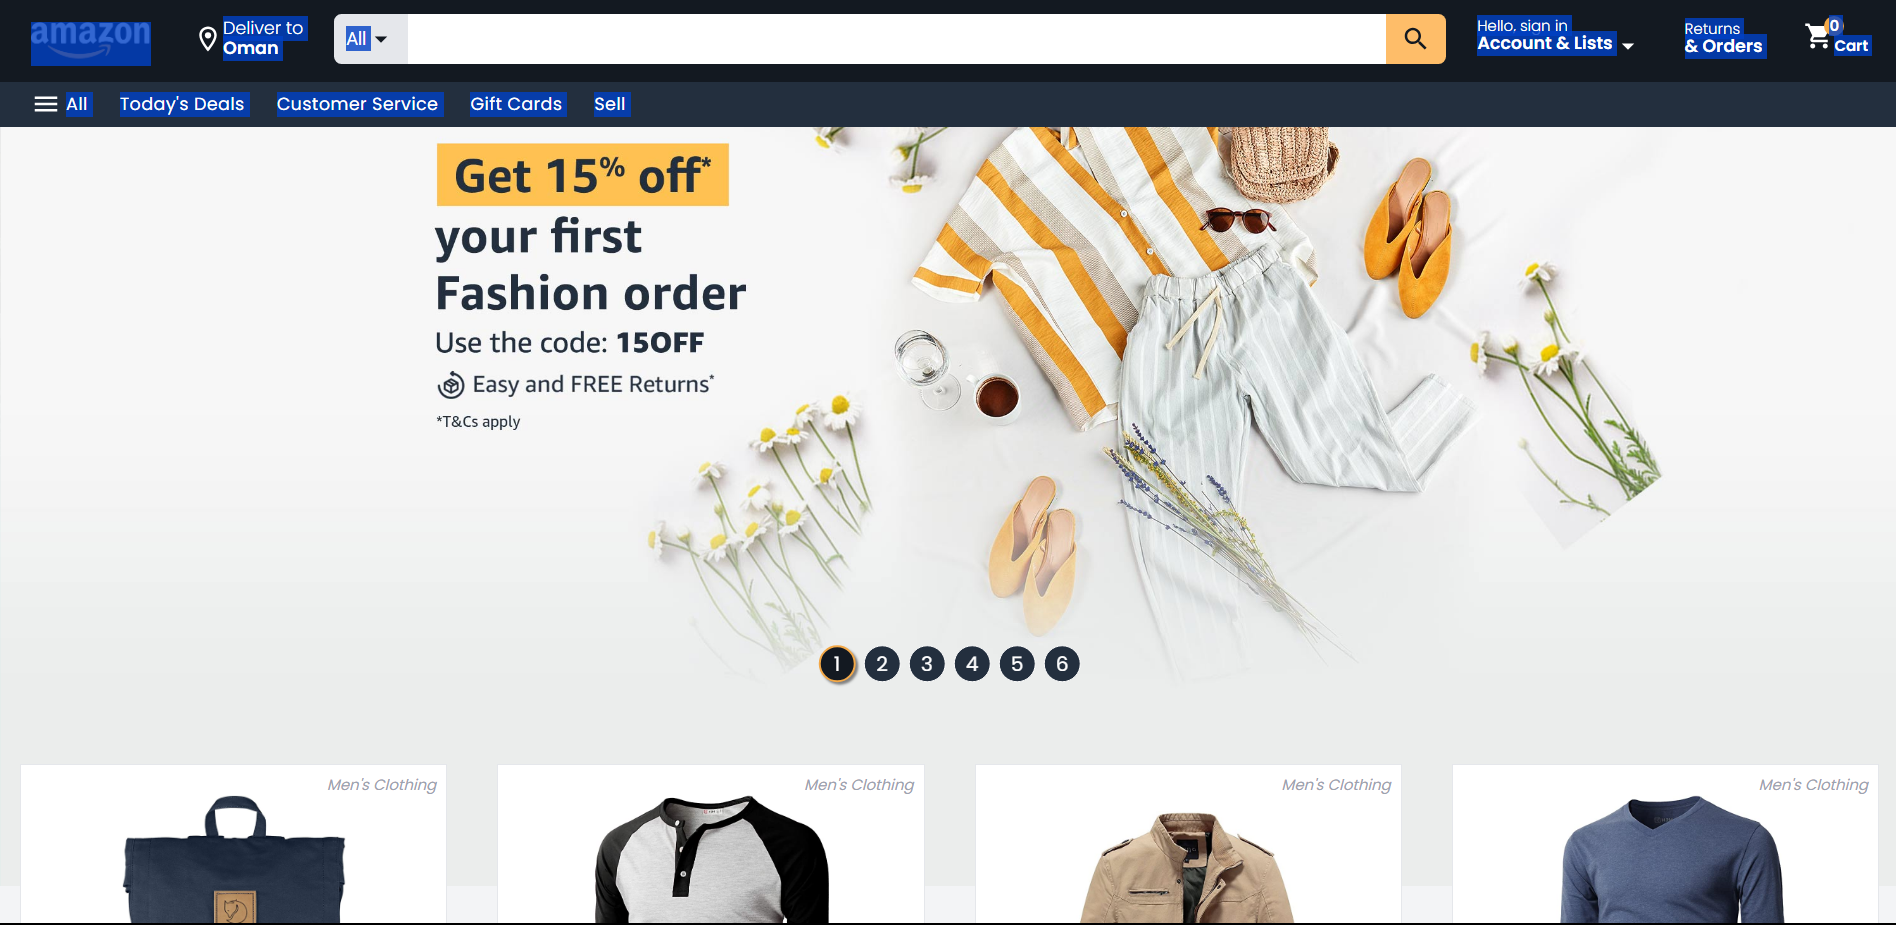 amazon
Deliver to
Oman
All
Hello, sign in
Account & Lists
Returns
& Orders
0
Cart
All
Today's Deals
Customer Service
Gift Cards
Sell
Get 15% off*
your first
Fashion order
Use the code: 15OFF
Easy and FREE Returns*
*T&Cs apply
1 2 3 4 5 6
Men's Clothing
Men's Clothing
Men's Clothing
Men's Clothing